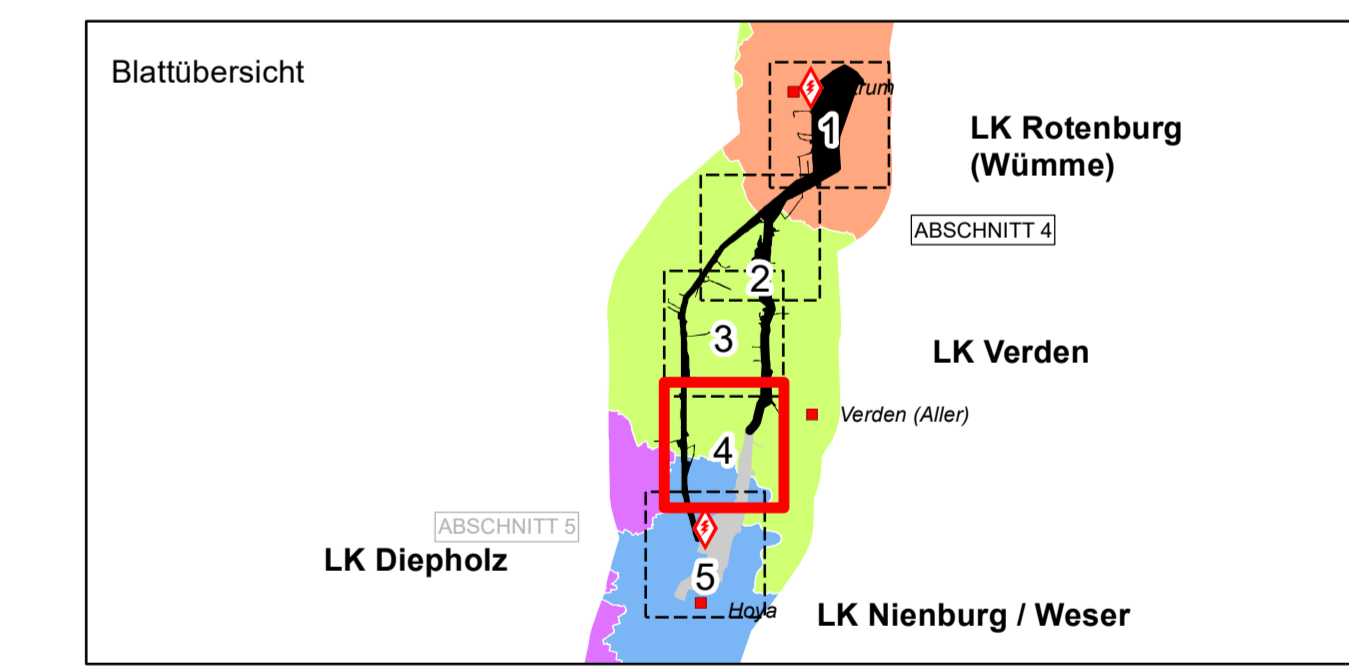 Blattübersicht
1
LK Rotenburg
(Wümme)
ABSCHNITT 4
2
3
LK Verden
Verden (Aller)
4
ABSCHNITT 5
LK Diepholz
5
Hoya
LK Nienburg / Weser